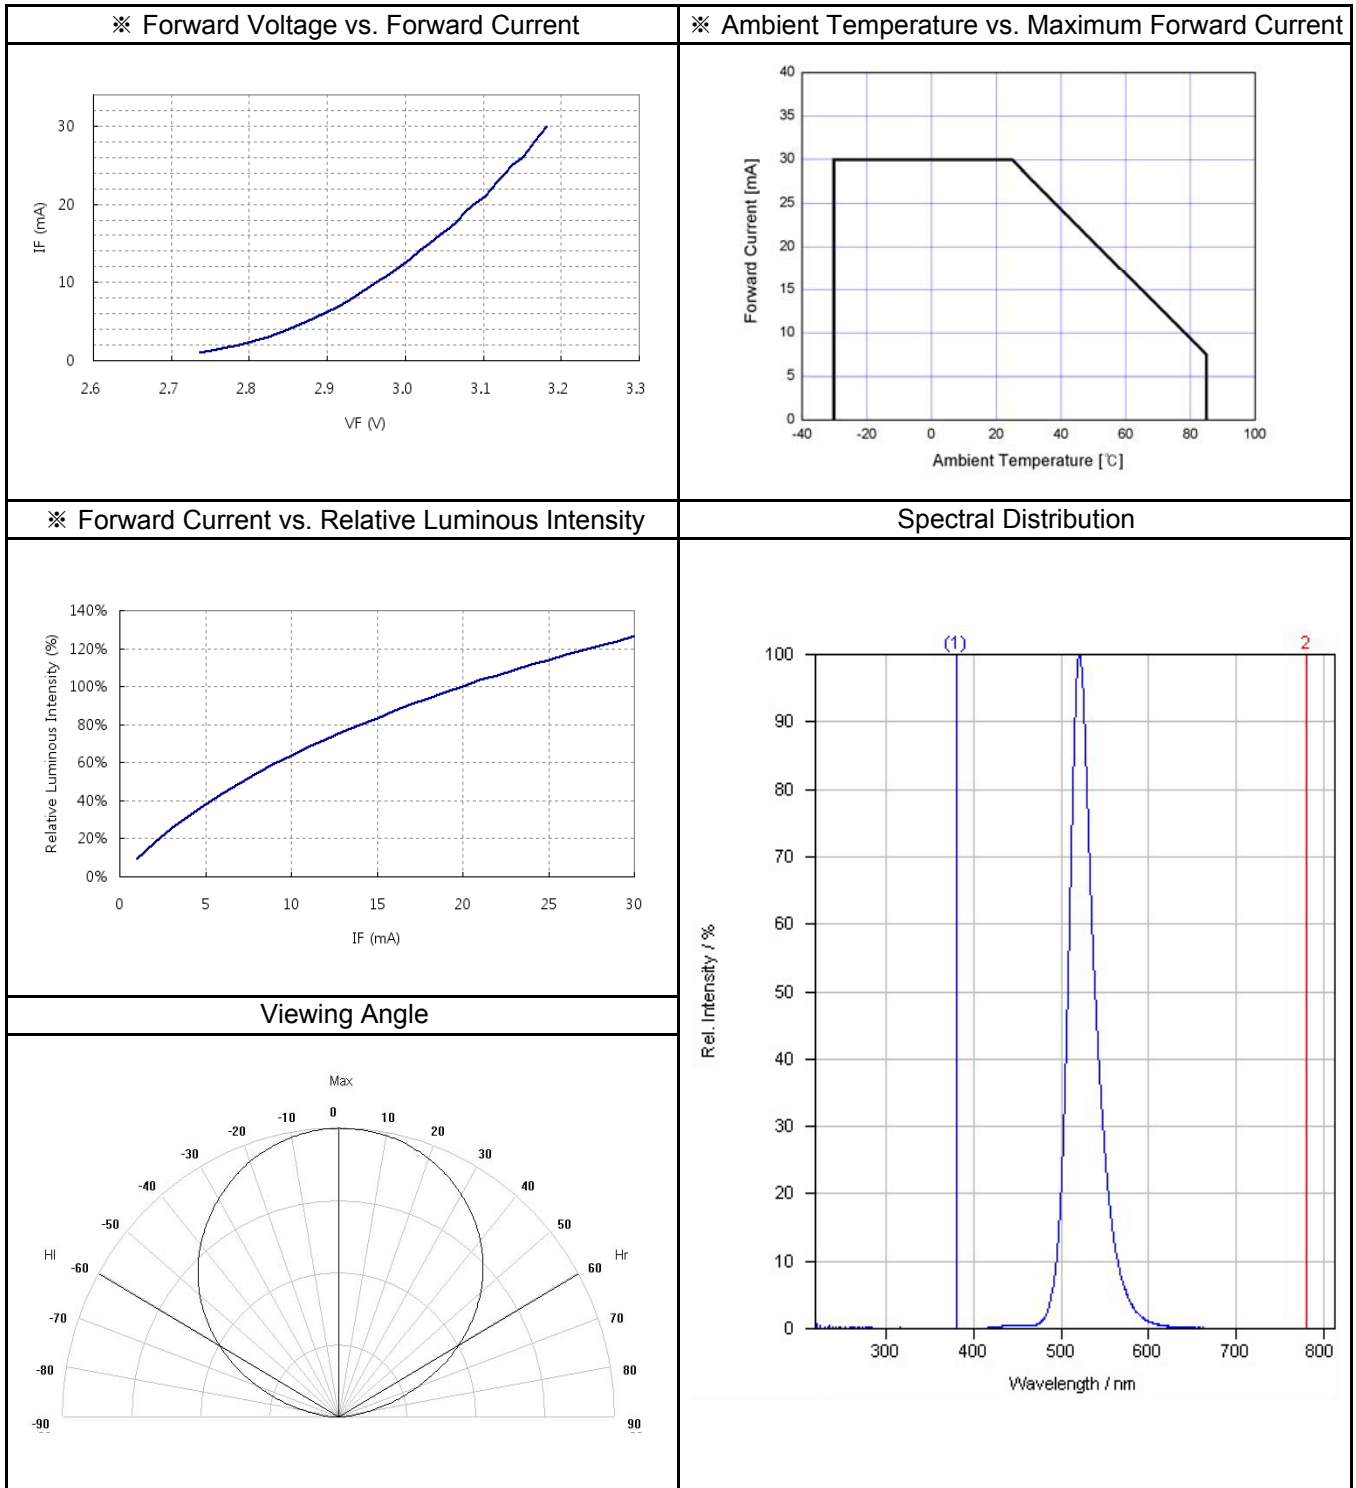 ※ Forward Voltage vs. Forward Current
30
20
10
0
IF (mA)
2.6 2.7 2.8 2.9 3.0 3.1 3.2 3.3
VF (V)
※ Ambient Temperature vs. Maximum Forward Current
40
35
30
25
20
15
10
5
0
Forward Current [mA]
-40 -20 0 20 40 60 80 100
Ambient Temperature [℃]
※ Forward Current vs. Relative Luminous Intensity
140%
120%
100%
80%
60%
40%
20%
0%
Relative Luminous Intensity (%)
0 5 10 15 20 25 30
IF (mA)
Spectral Distribution
(1) 2
100
90
80
70
60
50
40
30
20
10
0
Rel. Intensity / %
300 400 500 600 700 800
Wavelength / nm
Viewing Angle
Max
-10 0 10
-20 20
-30 30
-40 40
-50 50
Hl Hr
-60 60
-70 70
-80 80
-90 90